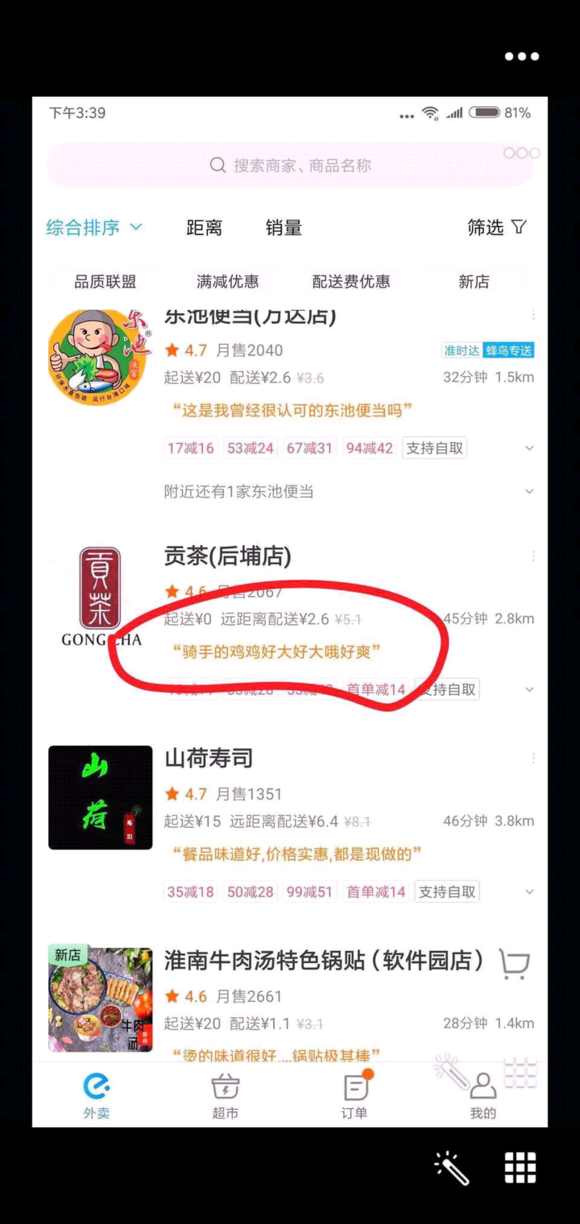 下午3:39
81%
搜索商家、商品名称
综合排序 距离 销量 筛选
品质联盟 满减优惠 配送费优惠 新店
东池
东池便当(万达店)
4.7 月售2040 准时达 蜂鸟专送
起送¥20 配送¥2.6 ¥3.6 32分钟 1.5km
“这是我曾经很认可的东池便当吗”
17减16 53减24 67减31 94减42 支持自取
附近还有1家东池便当
貢茶
GONG CHA
贡茶(后埔店)
4.6 月售2067
起送¥0 远距离配送¥2.6 ¥5.1 45分钟 2.8km
“骑手的鸡鸡好大好大哦好爽”
首单减14 支持自取
山荷
山荷寿司
4.7 月售1351
起送¥15 远距离配送¥6.4 ¥8.1 46分钟 3.8km
“餐品味道好,价格实惠,都是现做的”
35减18 50减28 99减51 首单减14 支持自取
新店
牛肉汤
淮南牛肉汤特色锅贴（软件园店）
4.6 月售2661
起送¥20 配送¥1.1 ¥3.1 28分钟 1.4km
“烫的味道很好 ...锅贴极其棒”
外卖 超市 订单 我的